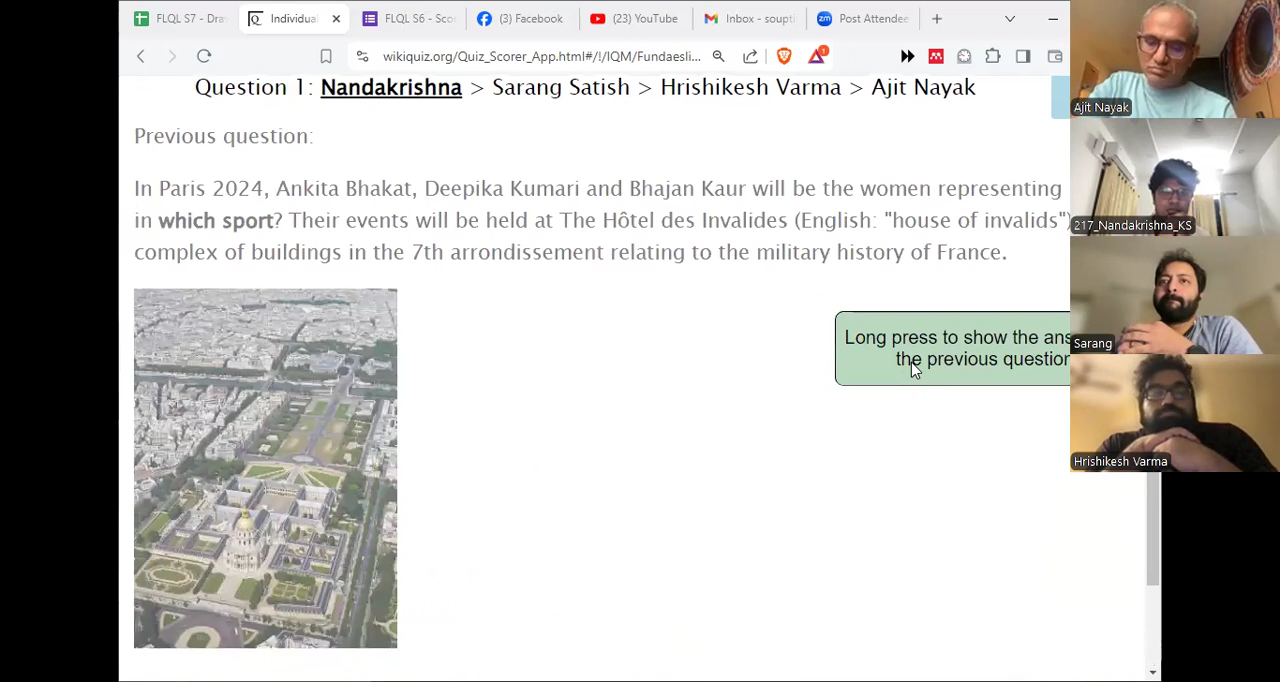 FLQL S7 - Dra
Individual
FLQL S6 - Sco
(3) Facebook
(23) YouTube
Inbox - soupti
Post Attendee
wikiquiz.org/Quiz_Scorer_App.html#/!/IQM/Fundaesli...
1
Question 1: Nandakrishna > Sarang Satish > Hrishikesh Varma > Ajit Nayak
Previous question:
In Paris 2024, Ankita Bhakat, Deepika Kumari and Bhajan Kaur will be the women representing
in which sport? Their events will be held at The Hôtel des Invalides (English: "house of invalids")
complex of buildings in the 7th arrondissement relating to the military history of France.
Long press to show the ans
the previous question
Ajit Nayak
217_Nandakrishna_KS
Sarang
Hrishikesh Varma